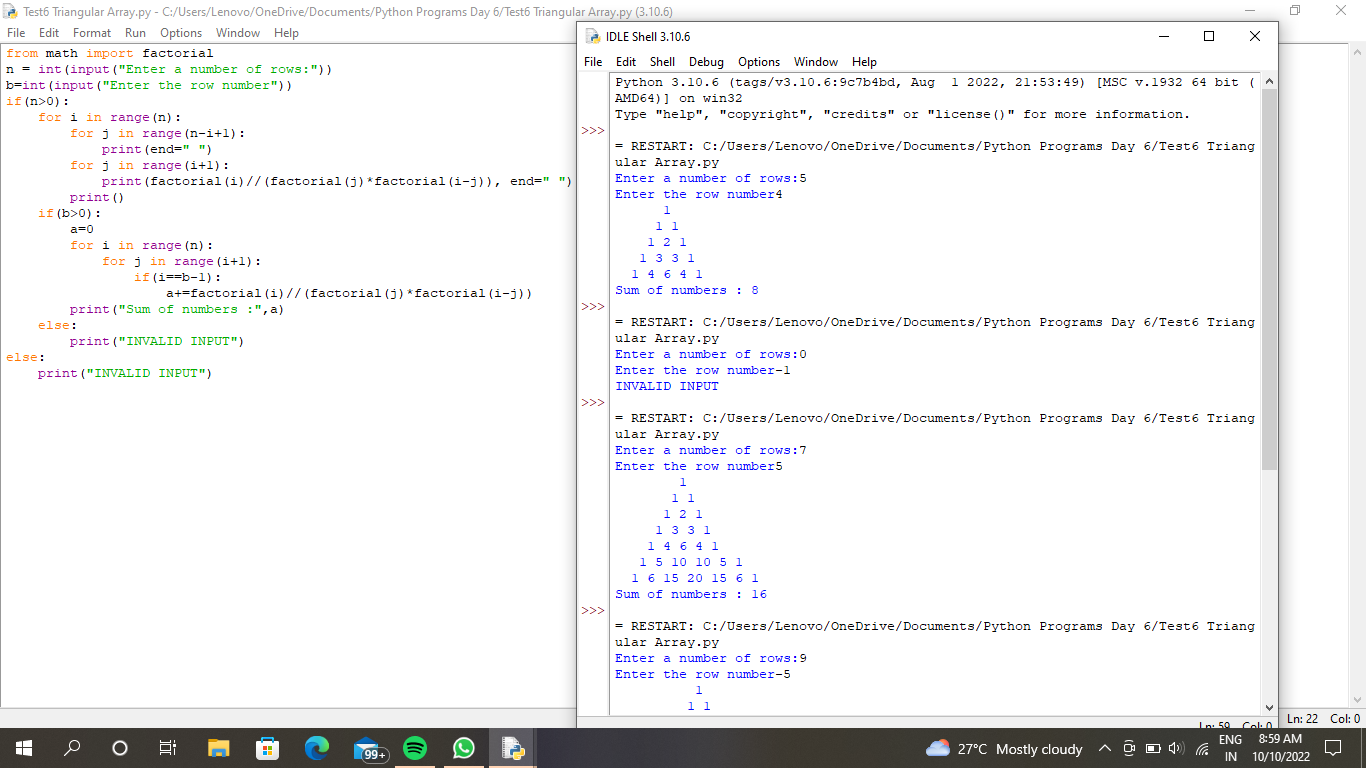 Test6 Triangular Array.py - C:/Users/Lenovo/OneDrive/Documents/Python Programs Day 6/Test6 Triangular Array.py (3.10.6)
File Edit Format Run Options Window Help
from math import factorial
n = int(input("Enter a number of rows:"))
b=int(input("Enter the row number"))
if(n>0):
    for i in range(n):
        for j in range(n-i+1):
            print(end=" ")
        for j in range(i+1):
            print(factorial(i)//(factorial(j)*factorial(i-j)), end=" ")
        print()
    if(b>0):
        a=0
        for i in range(n):
            for j in range(i+1):
                if(i==b-1):
                    a+=factorial(i)//(factorial(j)*factorial(i-j))
        print("Sum of numbers :",a)
    else:
        print("INVALID INPUT")
else:
    print("INVALID INPUT")
IDLE Shell 3.10.6
File Edit Shell Debug Options Window Help
Python 3.10.6 (tags/v3.10.6:9c7b4bd, Aug  1 2022, 21:53:49) [MSC v.1932 64 bit (
AMD64)] on win32
Type "help", "copyright", "credits" or "license()" for more information.
>>>
= RESTART: C:/Users/Lenovo/OneDrive/Documents/Python Programs Day 6/Test6 Triang
ular Array.py
Enter a number of rows:5
Enter the row number4
      1
     1 1
    1 2 1
   1 3 3 1
  1 4 6 4 1
Sum of numbers : 8
>>>
= RESTART: C:/Users/Lenovo/OneDrive/Documents/Python Programs Day 6/Test6 Triang
ular Array.py
Enter a number of rows:0
Enter the row number-1
INVALID INPUT
>>>
= RESTART: C:/Users/Lenovo/OneDrive/Documents/Python Programs Day 6/Test6 Triang
ular Array.py
Enter a number of rows:7
Enter the row number5
        1
       1 1
      1 2 1
     1 3 3 1
    1 4 6 4 1
   1 5 10 10 5 1
  1 6 15 20 15 6 1
Sum of numbers : 16
>>>
= RESTART: C:/Users/Lenovo/OneDrive/Documents/Python Programs Day 6/Test6 Triang
ular Array.py
Enter a number of rows:9
Enter the row number-5
          1
         1 1
Ln: 59 Col: 0
Ln: 22 Col: 0
99+
27°C Mostly cloudy
ENG
IN
8:59 AM
10/10/2022